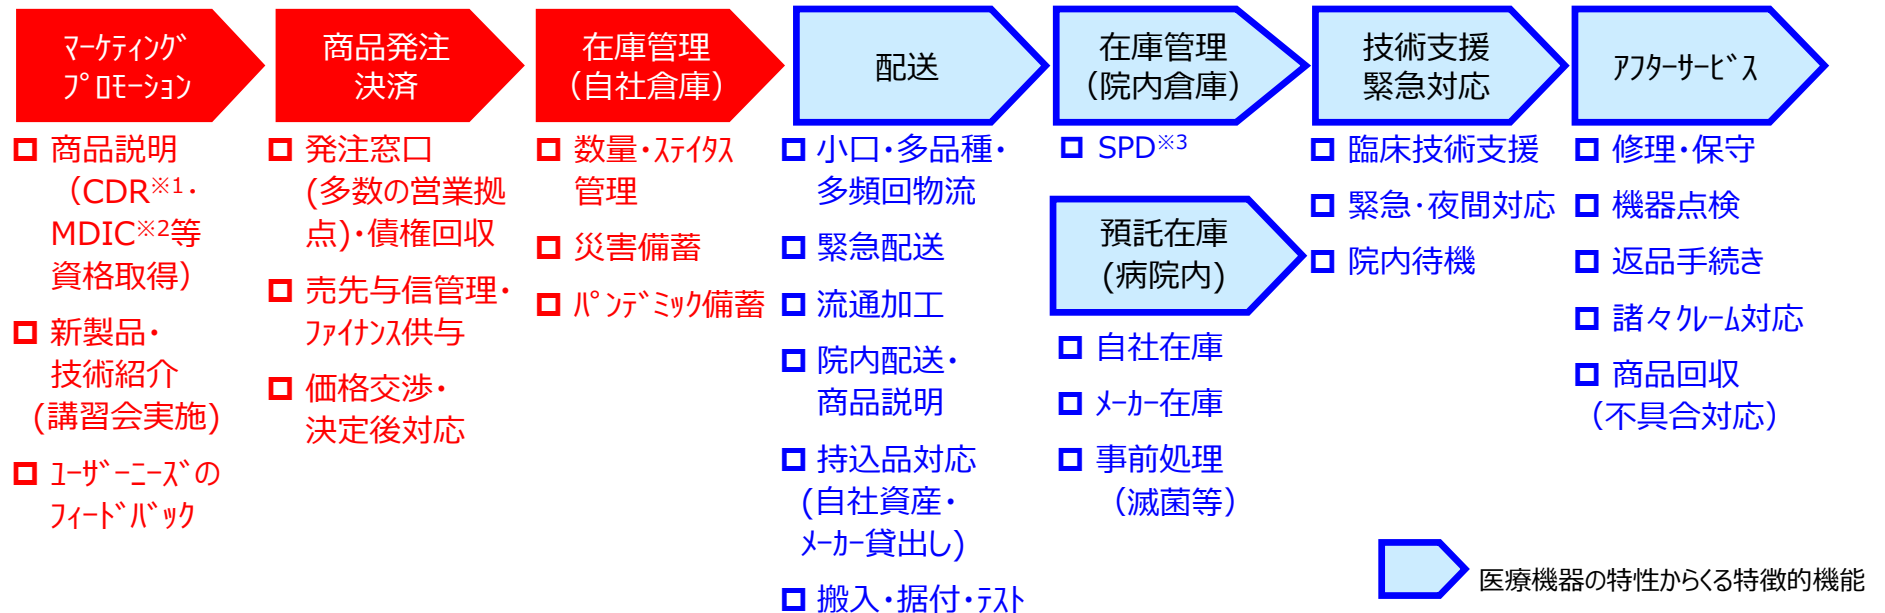 ﾏｰｹﾃｨﾝｸﾞ
ﾌﾟﾛﾓｰｼｮﾝ
商品説明
（CDR※1・
MDIC※2等
資格取得）
新製品・
技術紹介
(講習会実施)
ﾕｰｻﾞｰﾆｰｽﾞの
ﾌｨｰﾄﾞﾊﾞｯｸ
商品発注
決済
発注窓口
(多数の営業拠
点)・債権回収
売先与信管理・
ﾌｧｲﾅﾝｽ供与
価格交渉・
決定後対応
在庫管理
（自社倉庫）
数量・ｽﾃｲﾀｽ
管理
災害備蓄
ﾊﾟﾝﾃﾞﾐｯｸ備蓄
配送
小口・多品種・
多頻回物流
緊急配送
流通加工
院内配送・
商品説明
持込品対応
(自社資産・
ﾒｰｶｰ貸出し)
搬入・据付・ﾃｽﾄ
在庫管理
（院内倉庫）
SPD※3
預託在庫
(病院内)
自社在庫
ﾒｰｶｰ在庫
事前処理
（滅菌等）
技術支援
緊急対応
臨床技術支援
緊急・夜間対応
院内待機
ｱﾌﾀｰｻｰﾋﾞｽ
修理・保守
機器点検
返品手続き
諸々ｸﾚｰﾑ対応
商品回収
（不具合対応）
医療機器の特性からくる特徴的機能